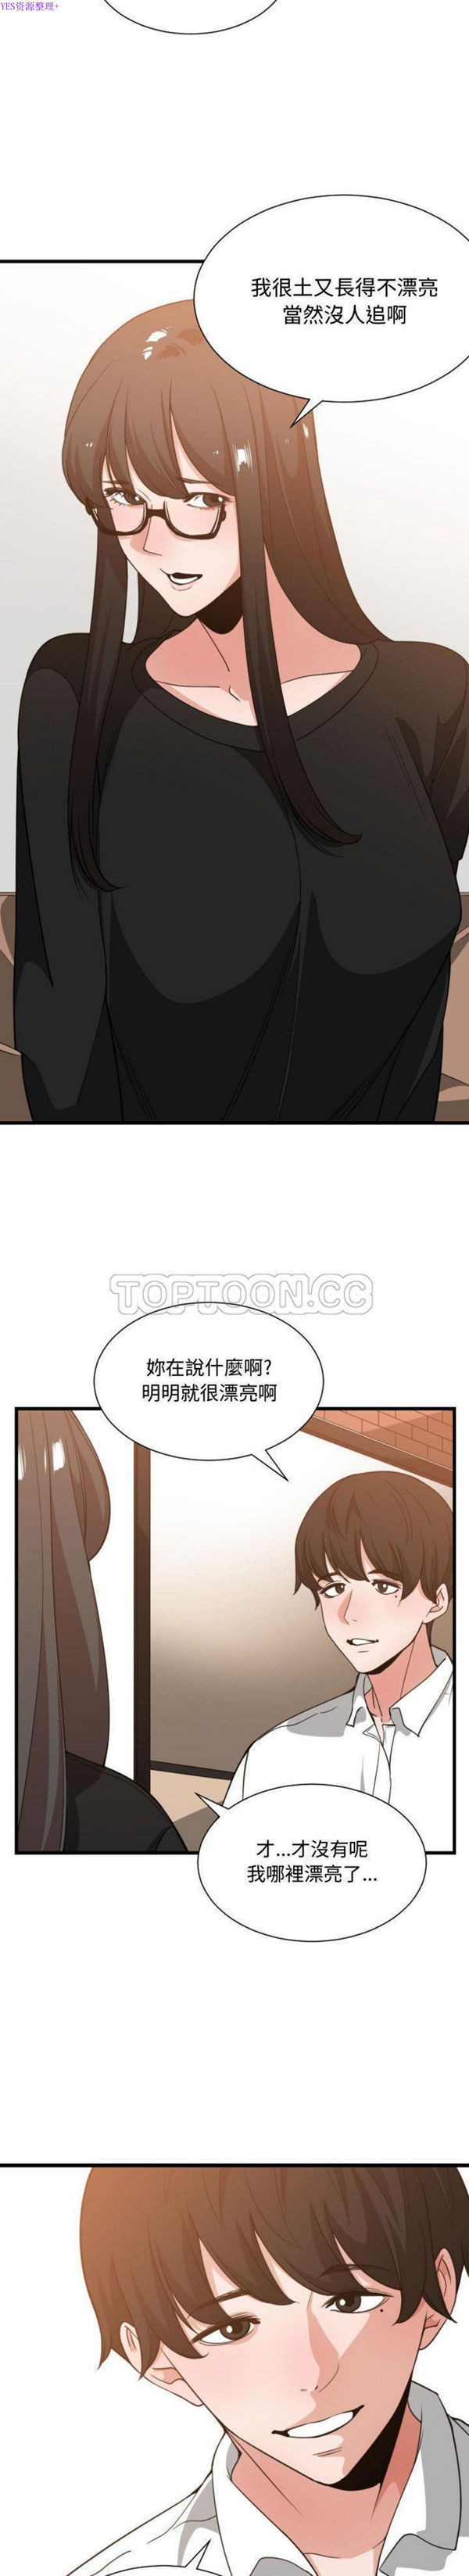 YES资源整理+
我很土又長得不漂亮
當然沒人追啊
TOPTOON.CC
妳在說什麼啊?
明明就很漂亮啊
才...才沒有呢
我哪裡漂亮了...